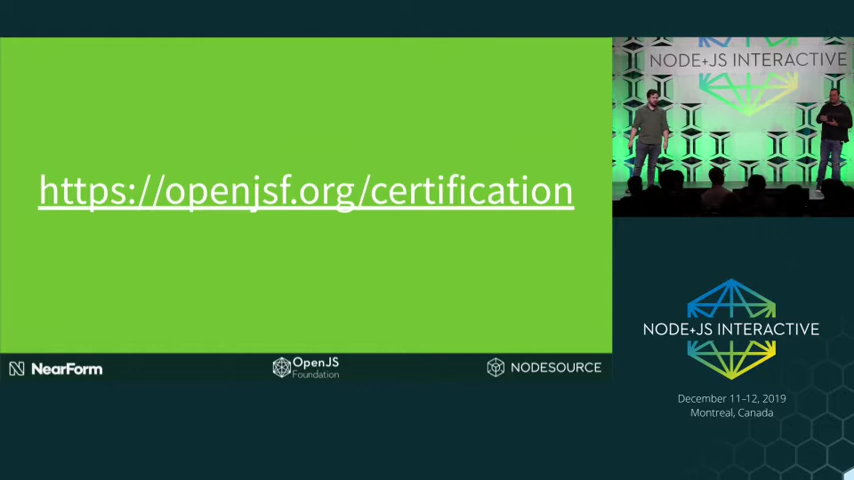 https://openjsf.org/certification
NODE+JS INTERACTIVE
NODE+JS INTERACTIVE
December 11–12, 2019
Montreal, Canada
NearForm
OpenJS
Foundation
NODESOURCE